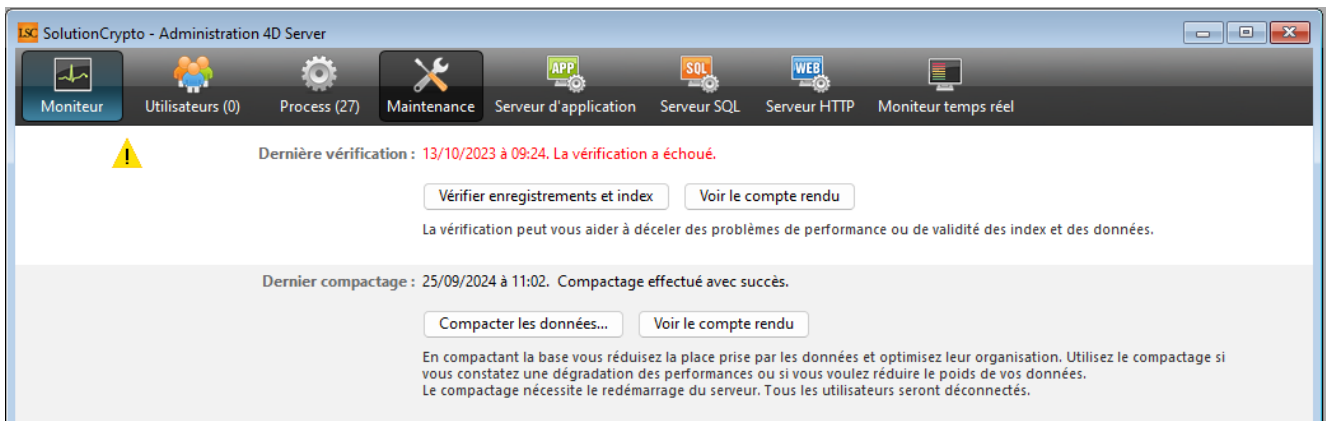 LSC SolutionCrypto - Administration 4D Server
APP SQL WEB
Moniteur Utilisateurs (0) Process (27) Maintenance Serveur d'application Serveur SQL Serveur HTTP Moniteur temps réel
Dernière vérification : 13/10/2023 à 09:24. La vérification a échoué.
Vérifier enregistrements et index Voir le compte rendu
La vérification peut vous aider à déceler des problèmes de performance ou de validité des index et des données.
Dernier compactage : 25/09/2024 à 11:02. Compactage effectué avec succès.
Compacter les données... Voir le compte rendu
En compactant la base vous réduisez la place prise par les données et optimisez leur organisation. Utilisez le compactage si
vous constatez une dégradation des performances ou si vous voulez réduire le poids de vos données.
Le compactage nécessite le redémarrage du serveur. Tous les utilisateurs seront déconnectés.